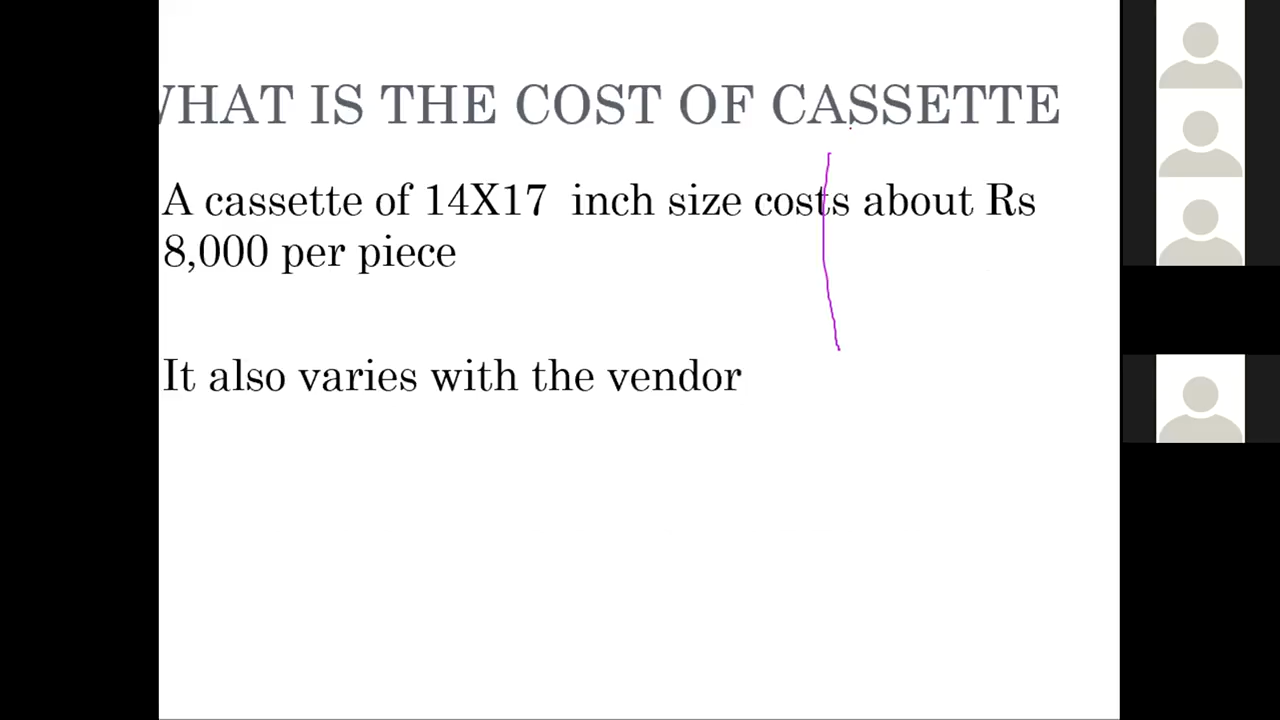 WHAT IS THE COST OF CASSETTE
A cassette of 14X17 inch size costs about Rs
8,000 per piece
It also varies with the vendor